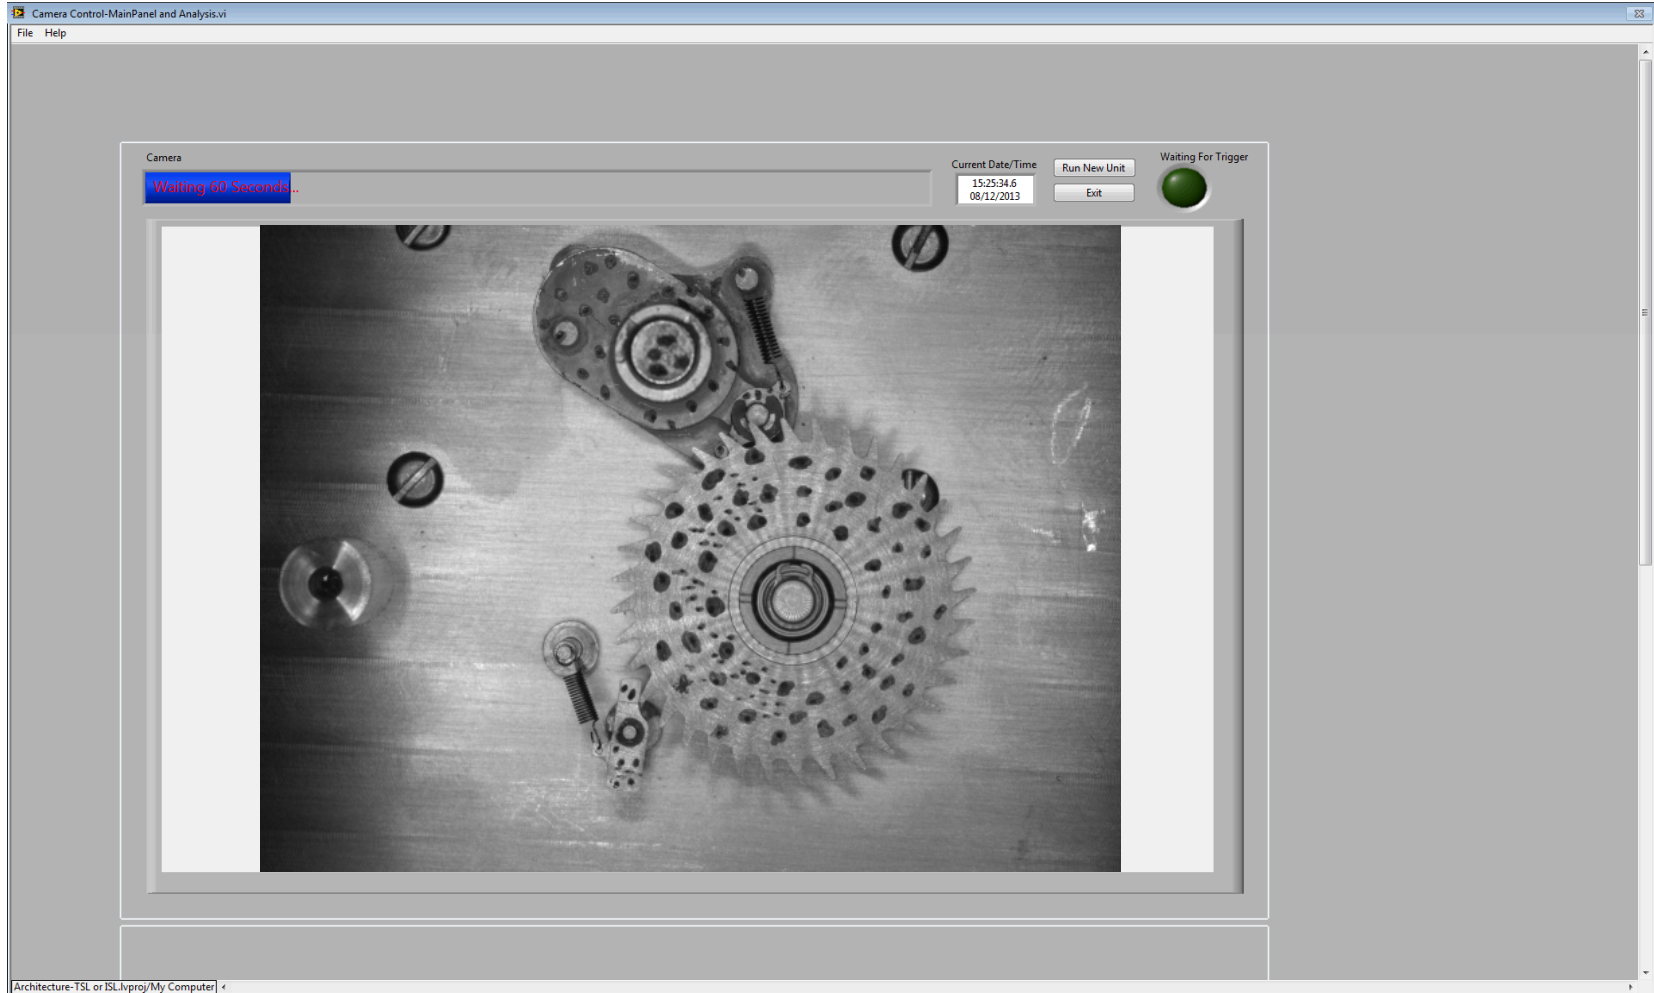 Camera Control-MainPanel and Analysis.vi
File Help
Camera
Waiting 60 Seconds...
Current Date/Time
15:25:34.6
08/12/2013
Run New Unit
Exit
Waiting For Trigger
Architecture-TSL or ISL.lvproj/My Computer